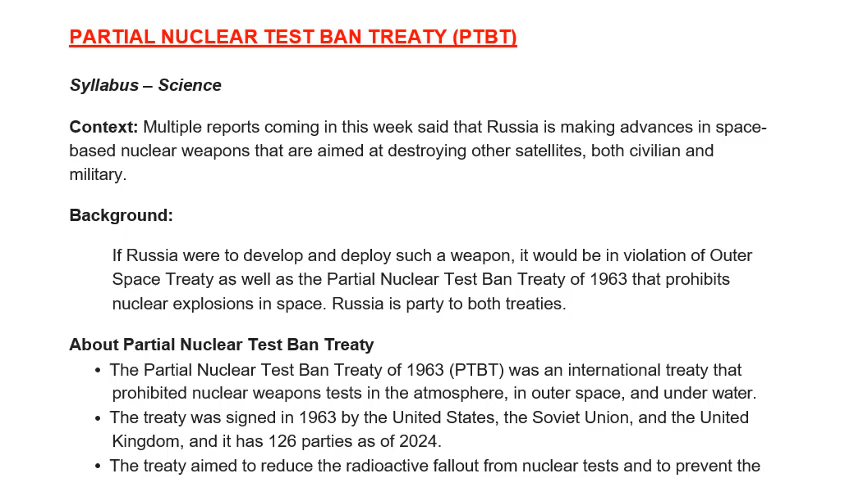 PARTIAL NUCLEAR TEST BAN TREATY (PTBT)
Syllabus – Science
Context: Multiple reports coming in this week said that Russia is making advances in space-
based nuclear weapons that are aimed at destroying other satellites, both civilian and
military.
Background:
If Russia were to develop and deploy such a weapon, it would be in violation of Outer
Space Treaty as well as the Partial Nuclear Test Ban Treaty of 1963 that prohibits
nuclear explosions in space. Russia is party to both treaties.
About Partial Nuclear Test Ban Treaty
• The Partial Nuclear Test Ban Treaty of 1963 (PTBT) was an international treaty that
prohibited nuclear weapons tests in the atmosphere, in outer space, and under water.
• The treaty was signed in 1963 by the United States, the Soviet Union, and the United
Kingdom, and it has 126 parties as of 2024.
• The treaty aimed to reduce the radioactive fallout from nuclear tests and to prevent the